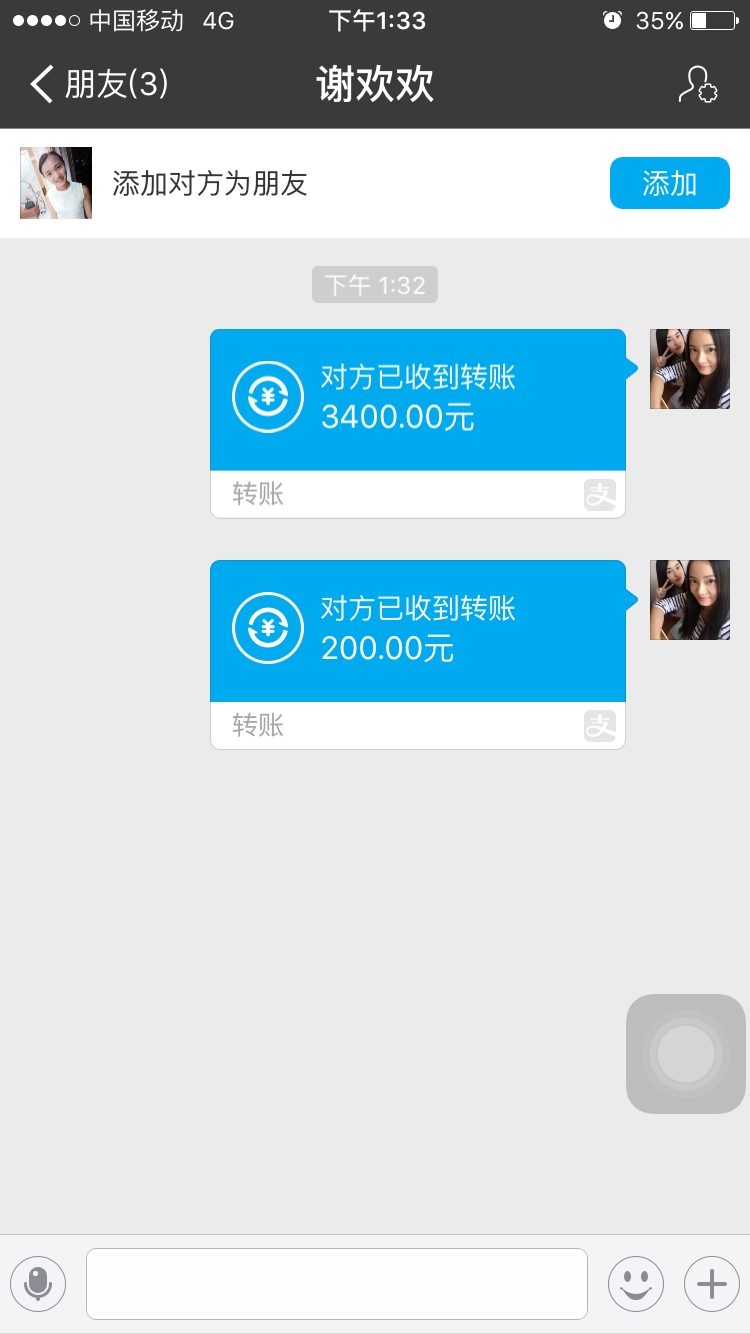 中国移动 4G 下午1:33 35%
朋友(3) 谢欢欢
添加对方为朋友 添加
下午 1:32
¥ 对方已收到转账
3400.00元
转账 支
¥ 对方已收到转账
200.00元
转账 支